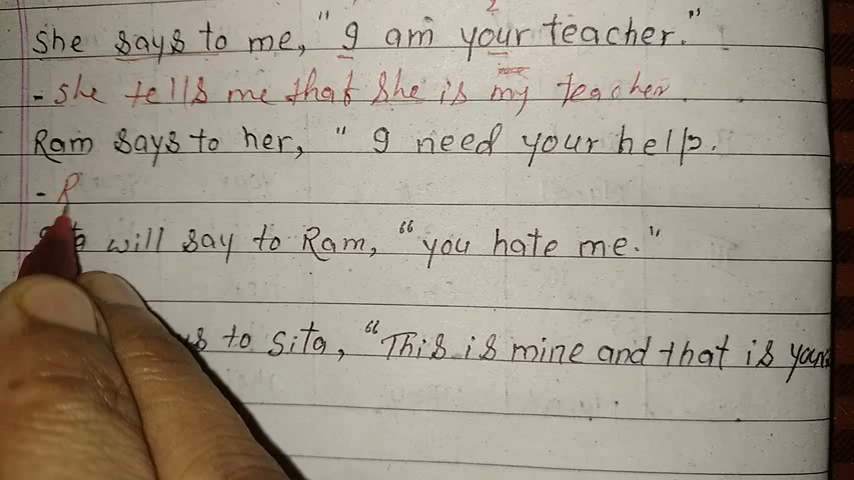 2
She says to me, "I am your teacher."
- She tells me that she is my teacher
Ram says to her, " I need your help.
- R
will say to Ram, "you hate me."
to Sita, "This is mine and that is